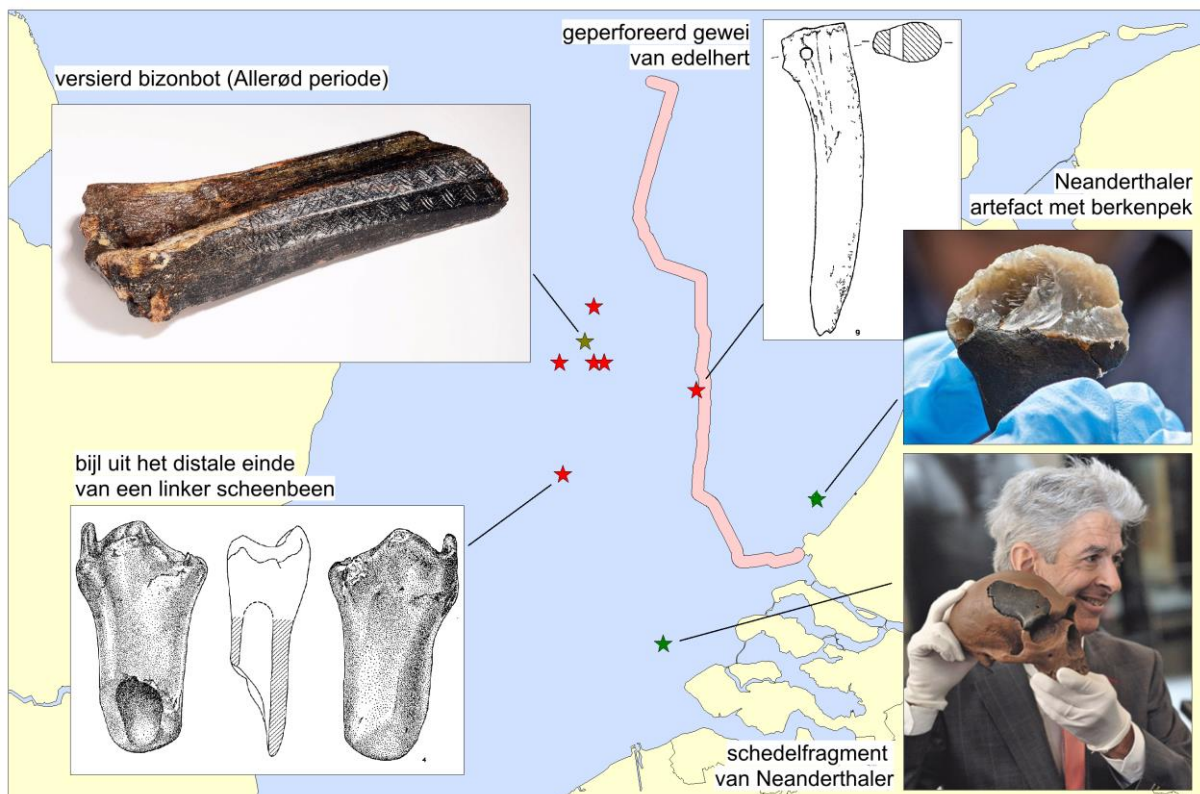 versierd bizonbot (Allerød periode)
geperforeerd gewei
van edelhert
g
Neanderthaler
artefact met berkenpek
bijl uit het distale einde
van een linker scheenbeen
4
schedelfragment
van Neanderthaler